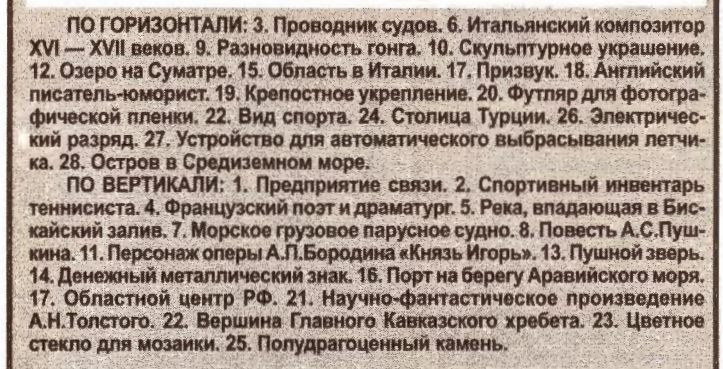 ПО ГОРИЗОНТАЛИ: 3. Проводник судов. 6. Итальянский композитор
XVI — XVII веков. 9. Разновидность гонга. 10. Скульптурное украшение.
12. Озеро на Суматре. 15. Область в Италии. 17. Призвук. 18. Английский
писатель-юморист. 19. Крепостное укрепление. 20. Футляр для фотогра-
фической пленки. 22. Вид спорта. 24. Столица Турции. 26. Электричес-
кий разряд. 27. Устройство для автоматического выбрасывания летчи-
ка. 28. Остров в Средиземном море.
ПО ВЕРТИКАЛИ: 1. Предприятие связи. 2. Спортивный инвентарь
теннисиста. 4. Французский поэт и драматург. 5. Река, впадающая в Бис-
кайский залив. 7. Морское грузовое парусное судно. 8. Повесть А.С.Пуш-
кина. 11. Персонаж оперы А.П.Бородина «Князь Игорь». 13. Пушной зверь.
14. Денежный металлический знак. 16. Порт на берегу Аравийского моря.
17. Областной центр РФ. 21. Научно-фантастическое произведение
А.Н.Толстого. 22. Вершина Главного Кавказского хребета. 23. Цветное
стекло для мозаики. 25. Полудрагоценный камень.